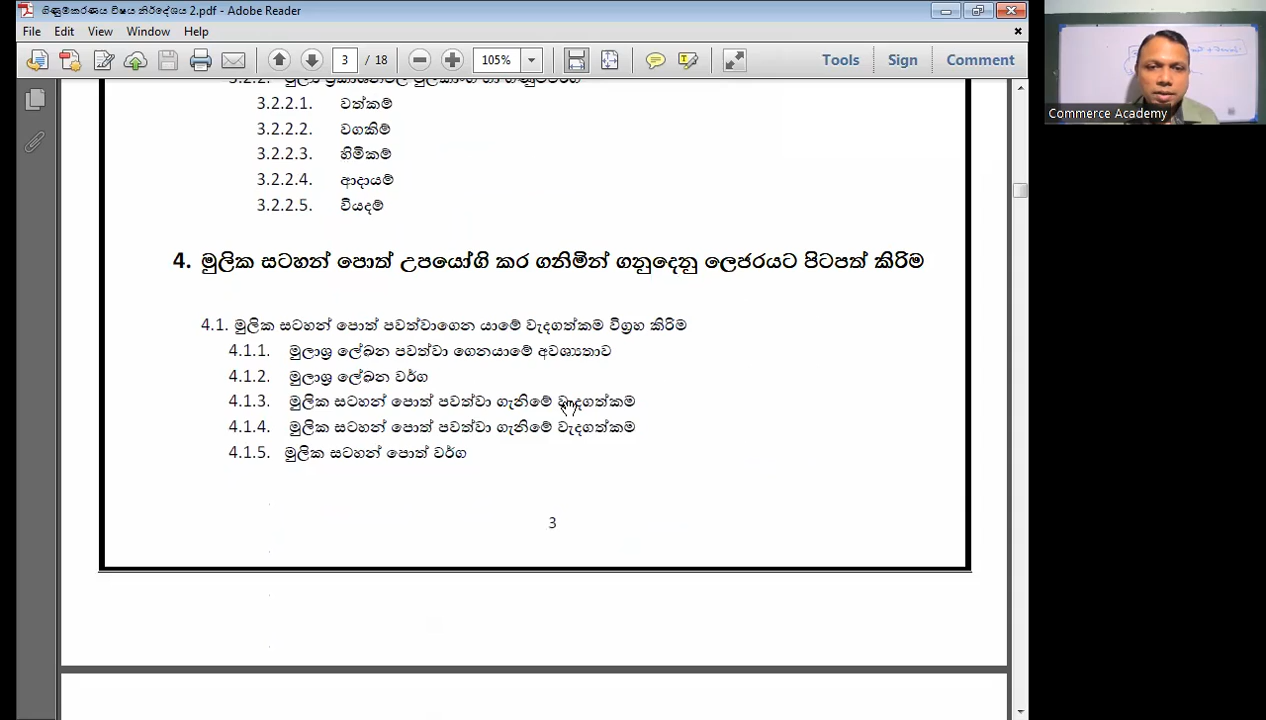 ගිණුම්කරණය විෂය නිර්දේශය 2.pdf - Adobe Reader
File Edit View Window Help
3 / 18 105% Tools Sign Comment
3.2.2.1. වත්කම්
3.2.2.2. වගකිම්
3.2.2.3. හිමිකම්
3.2.2.4. ආදායම්
3.2.2.5. වියදම්
4. මුලික සටහන් පොත් උපයෝගි කර ගනිමින් ගනුදෙනු ලෙජරයට පිටපත් කිරිම
4.1. මුලික සටහන් පොත් පවත්වාගෙන යාමේ වැදගත්කම විග්‍රහ කිරිම
4.1.1. මුලාශ්‍ර ලේඛන පවත්වා ගෙනයාමේ අවශ්‍යතාව
4.1.2. මුලාශ්‍ර ලේඛන වර්ග
4.1.3. මුලික සටහන් පොත් පවත්වා ගැනිමේ වැදගත්කම
4.1.4. මුලික සටහන් පොත් පවත්වා ගැනිමේ වැදගත්කම
4.1.5. මුලික සටහන් පොත් වර්ග
3
Commerce Academy